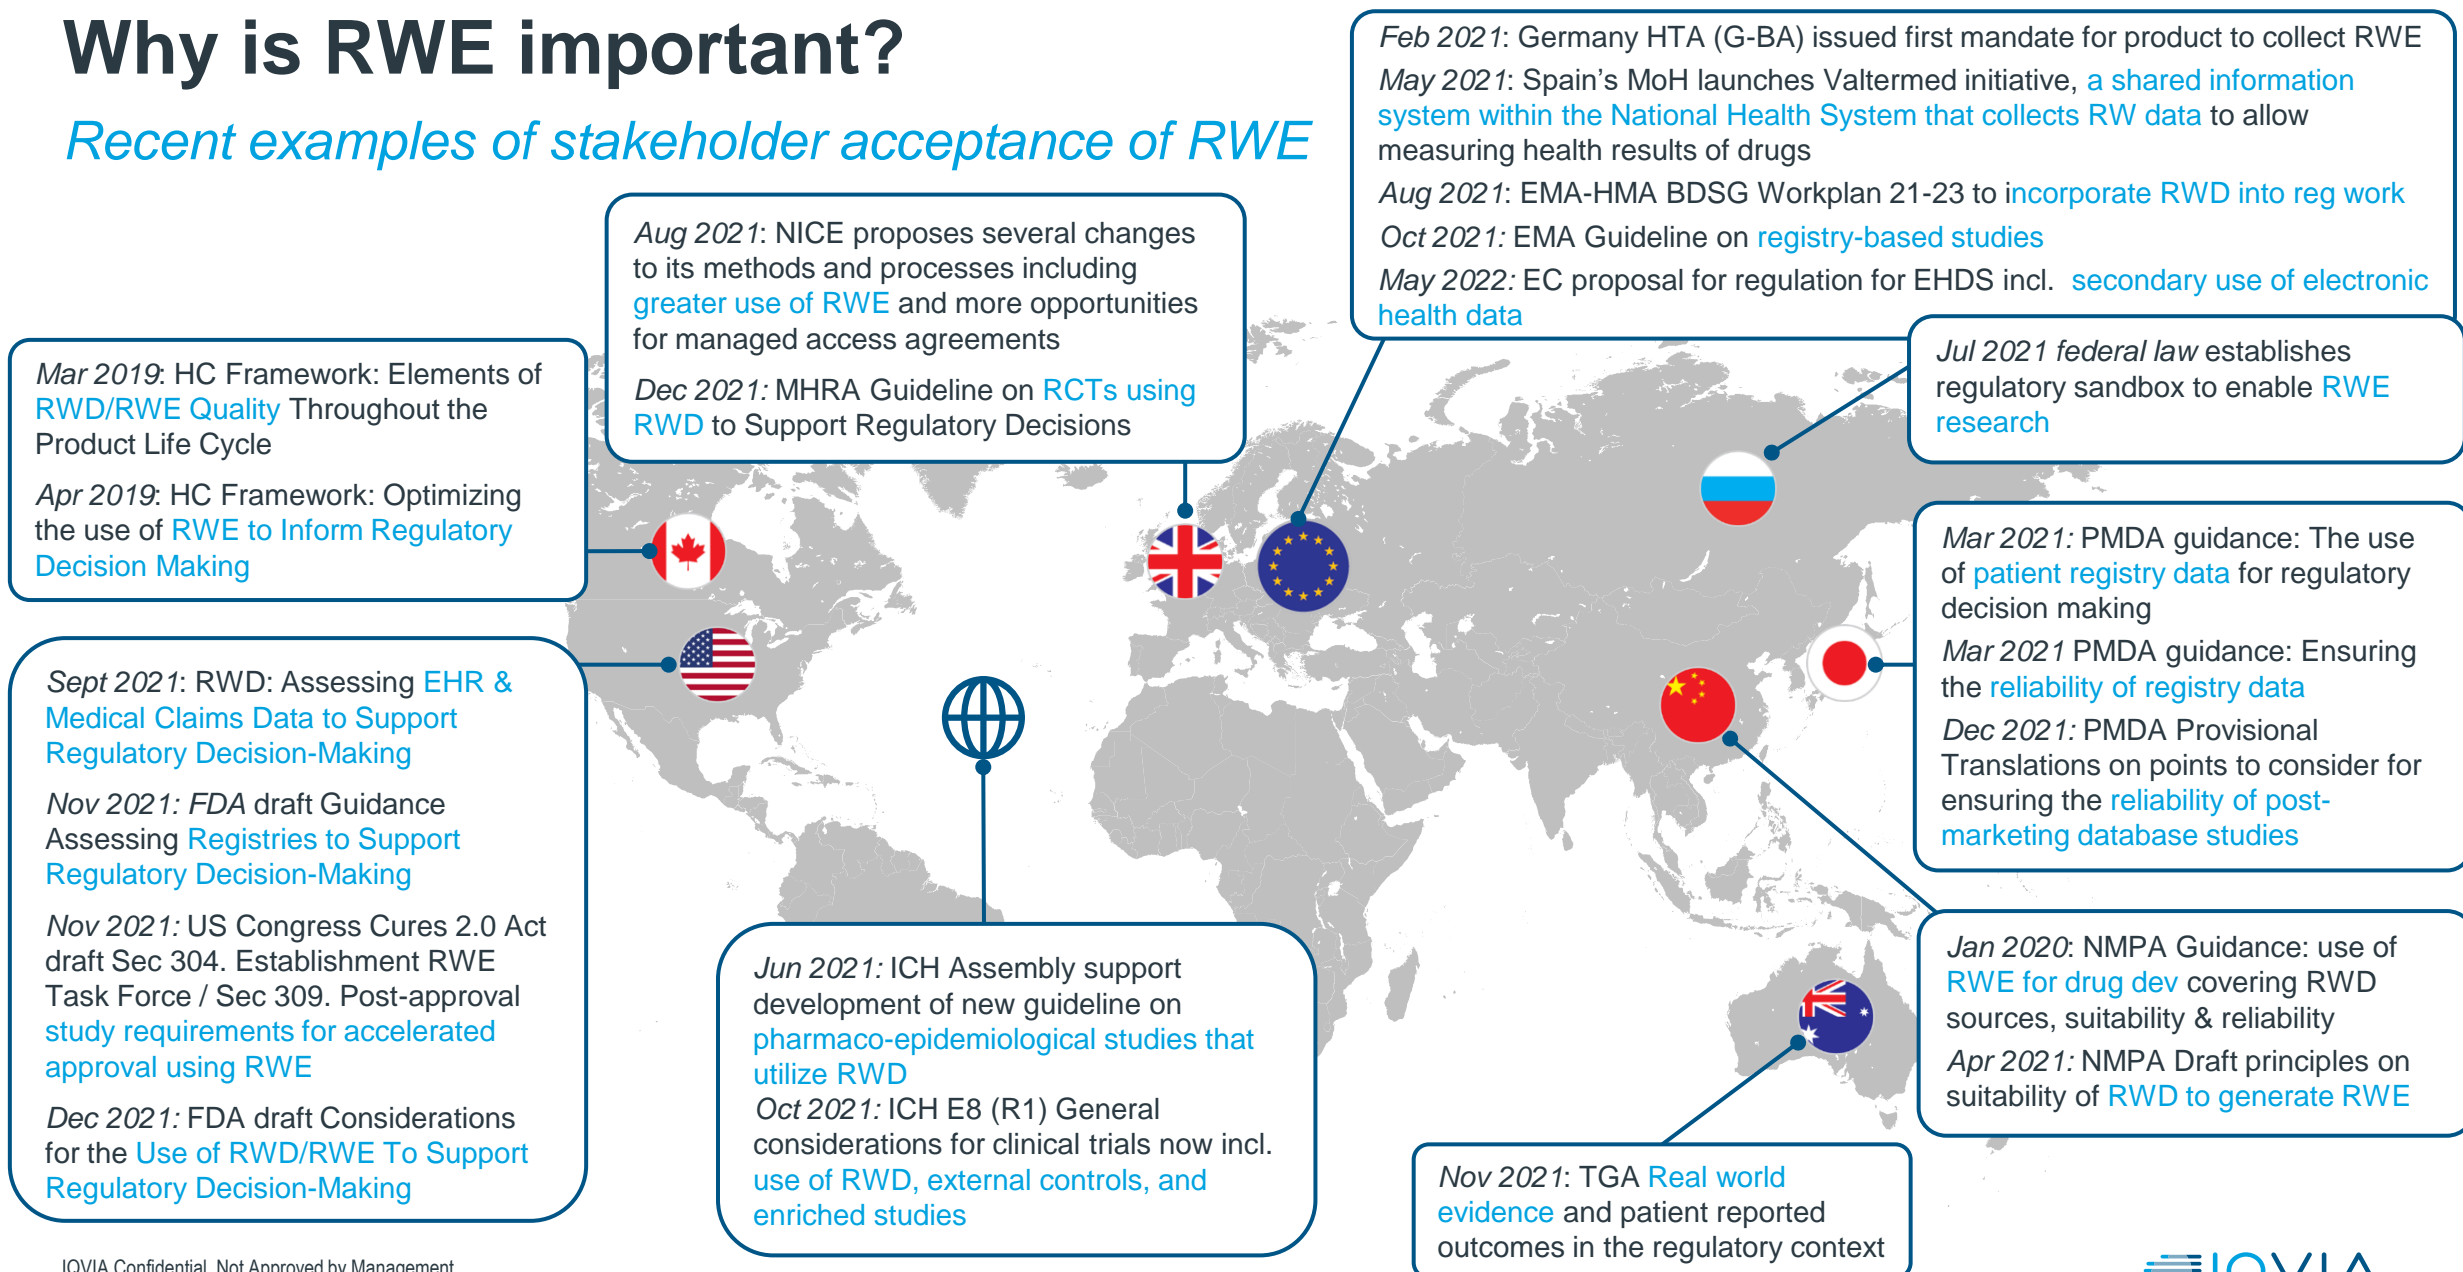 Why is RWE important?
Recent examples of stakeholder acceptance of RWE
Feb 2021: Germany HTA (G-BA) issued first mandate for product to collect RWE
May 2021: Spain's MoH launches Valtermed initiative, a shared information
system within the National Health System that collects RW data to allow
measuring health results of drugs
Aug 2021: EMA-HMA BDSG Workplan 21-23 to incorporate RWD into reg work
Oct 2021: EMA Guideline on registry-based studies
May 2022: EC proposal for regulation for EHDS incl. secondary use of electronic
health data
Aug 2021: NICE proposes several changes
to its methods and processes including
greater use of RWE and more opportunities
for managed access agreements
Dec 2021: MHRA Guideline on RCTs using
RWD to Support Regulatory Decisions
Mar 2019: HC Framework: Elements of
RWD/RWE Quality Throughout the
Product Life Cycle
Apr 2019: HC Framework: Optimizing
the use of RWE to Inform Regulatory
Decision Making
Jul 2021 federal law establishes
regulatory sandbox to enable RWE
research
Mar 2021: PMDA guidance: The use
of patient registry data for regulatory
decision making
Mar 2021 PMDA guidance: Ensuring
the reliability of registry data
Dec 2021: PMDA Provisional
Translations on points to consider for
ensuring the reliability of post-
marketing database studies
Sept 2021: RWD: Assessing EHR &
Medical Claims Data to Support
Regulatory Decision-Making
Nov 2021: FDA draft Guidance
Assessing Registries to Support
Regulatory Decision-Making
Nov 2021: US Congress Cures 2.0 Act
draft Sec 304. Establishment RWE
Task Force / Sec 309. Post-approval
study requirements for accelerated
approval using RWE
Dec 2021: FDA draft Considerations
for the Use of RWD/RWE To Support
Regulatory Decision-Making
Jun 2021: ICH Assembly support
development of new guideline on
pharmaco-epidemiological studies that
utilize RWD
Oct 2021: ICH E8 (R1) General
considerations for clinical trials now incl.
use of RWD, external controls, and
enriched studies
Jan 2020: NMPA Guidance: use of
RWE for drug dev covering RWD
sources, suitability & reliability
Apr 2021: NMPA Draft principles on
suitability of RWD to generate RWE
Nov 2021: TGA Real world
evidence and patient reported
outcomes in the regulatory context
IQVIA Confidential. Not Approved by Management
IQVIA